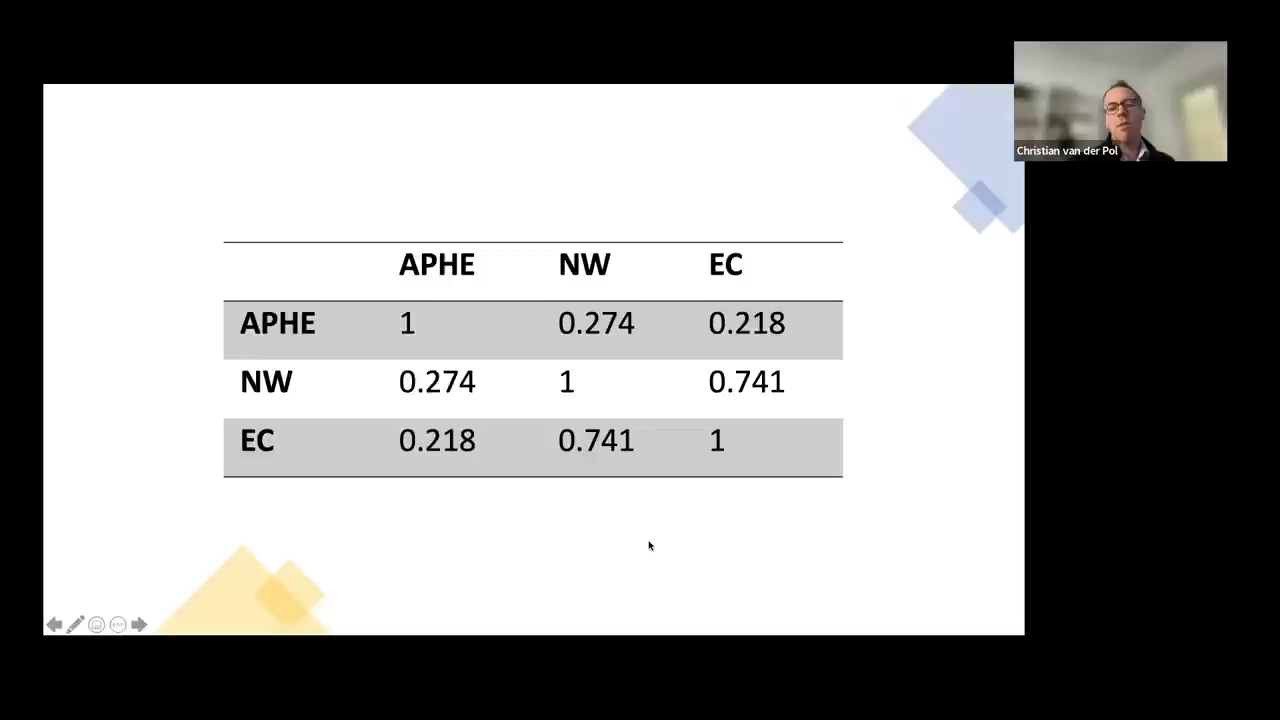 Christian van der Pol
APHE NW EC
APHE 1 0.274 0.218
NW 0.274 1 0.741
EC 0.218 0.741 1